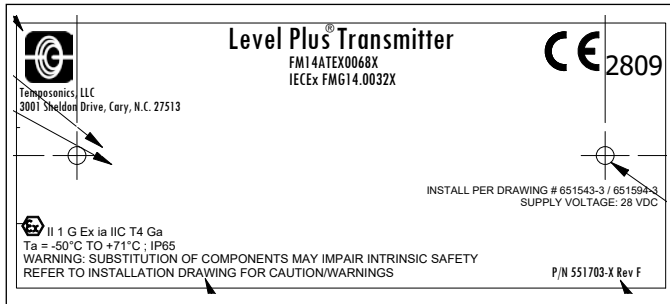 Level Plus® Transmitter
FM14ATEX0068X
IECEx FMG14.0032X
CE 2809
Temposonics, LLC
3001 Sheldon Drive, Cary, N.C. 27513
INSTALL PER DRAWING # 651543-3 / 651594-3
SUPPLY VOLTAGE: 28 VDC
Ex II 1 G Ex ia IIC T4 Ga
Ta = -50°C TO +71°C ; IP65
WARNING: SUBSTITUTION OF COMPONENTS MAY IMPAIR INTRINSIC SAFETY
REFER TO INSTALLATION DRAWING FOR CAUTION/WARNINGS
P/N 551703-X Rev F